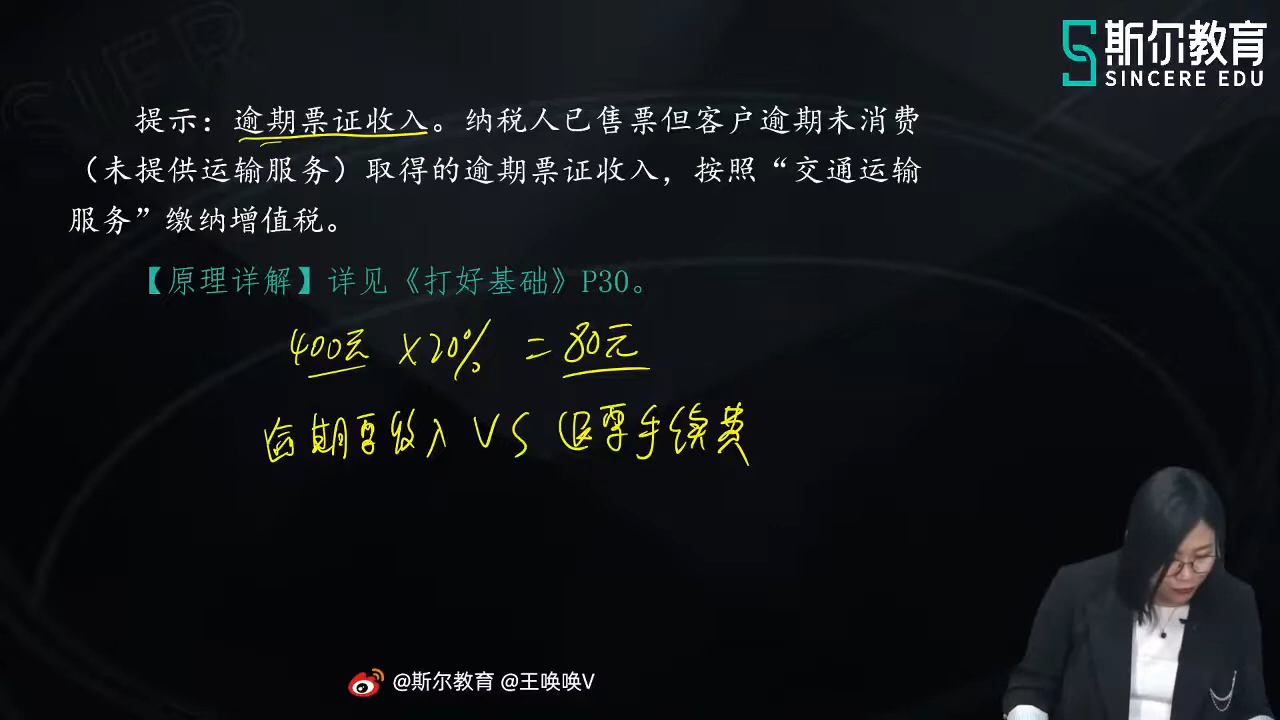 斯尔教育
SINCERE EDU
提示：逾期票证收入。纳税人已售票但客户逾期未消费
（未提供运输服务）取得的逾期票证收入，按照“交通运输
服务”缴纳增值税。
【原理详解】详见《打好基础》P30。
400元 ×20% = 80元
逾期票收入 VS 退票手续费
@斯尔教育 @王唤唤V